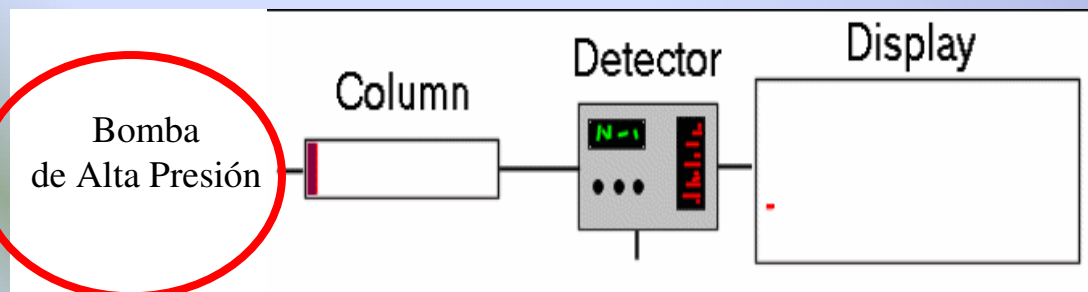 Bomba
de Alta Presión
Column
Detector
Display